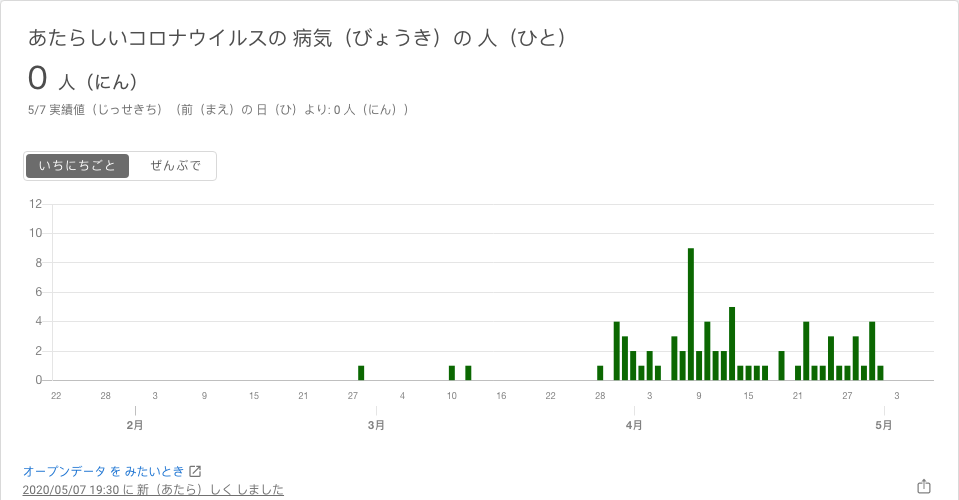 あたらしいコロナウイルスの 病気（びょうき）の 人（ひと）
0 人（にん）
5/7 実績値（じっせきち）（前（まえ）の 日（ひ）より: 0 人（にん））
いちにちごと ぜんぶで
12
10
8
6
4
2
0
22 28 3 9 15 21 27 4 10 16 22 28 3 9 15 21 27 3
2月 3月 4月 5月
オープンデータ を みたいとき
2020/05/07 19:30 に 新（あたら）しく しました